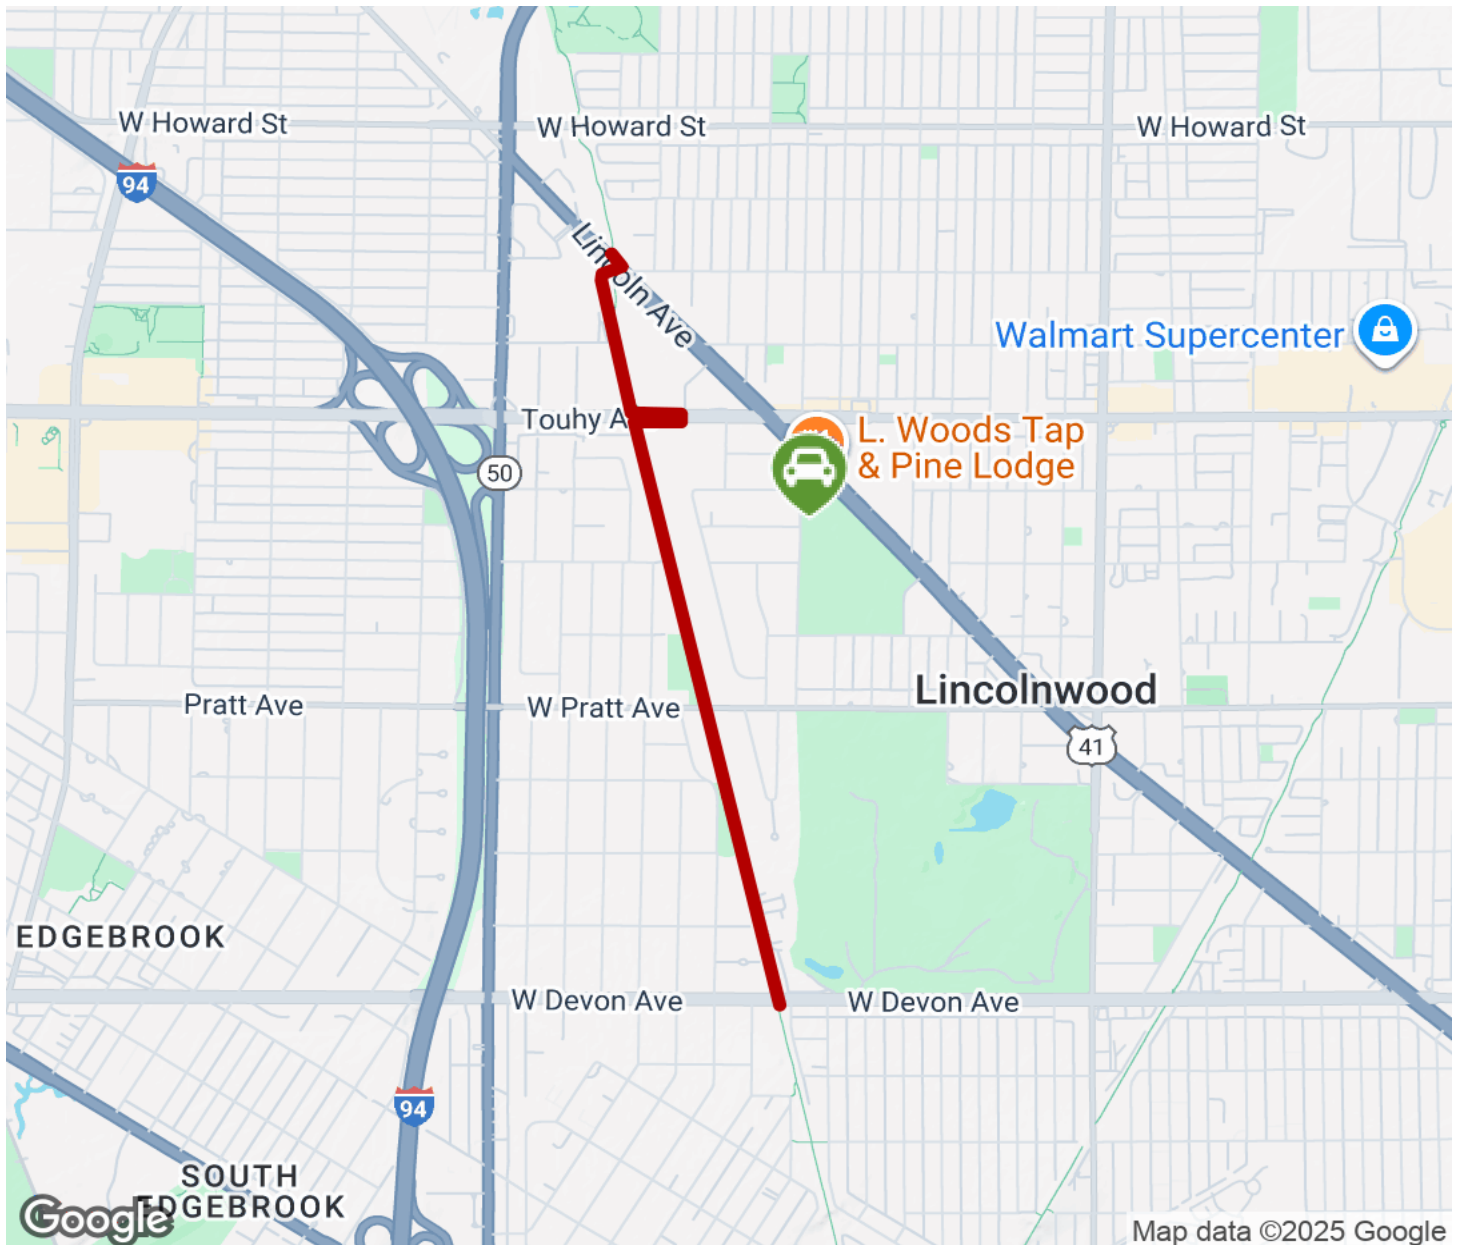 W Howard St
W Howard St
W Howard St
94
Lincoln Ave
Walmart Supercenter
Touhy A
L. Woods Tap
& Pine Lodge
50
Lincolnwood
Pratt Ave
W Pratt Ave
41
EDGEBROOK
W Devon Ave
W Devon Ave
94
SOUTH
EDGEBROOK
Google
Map data ©2025 Google